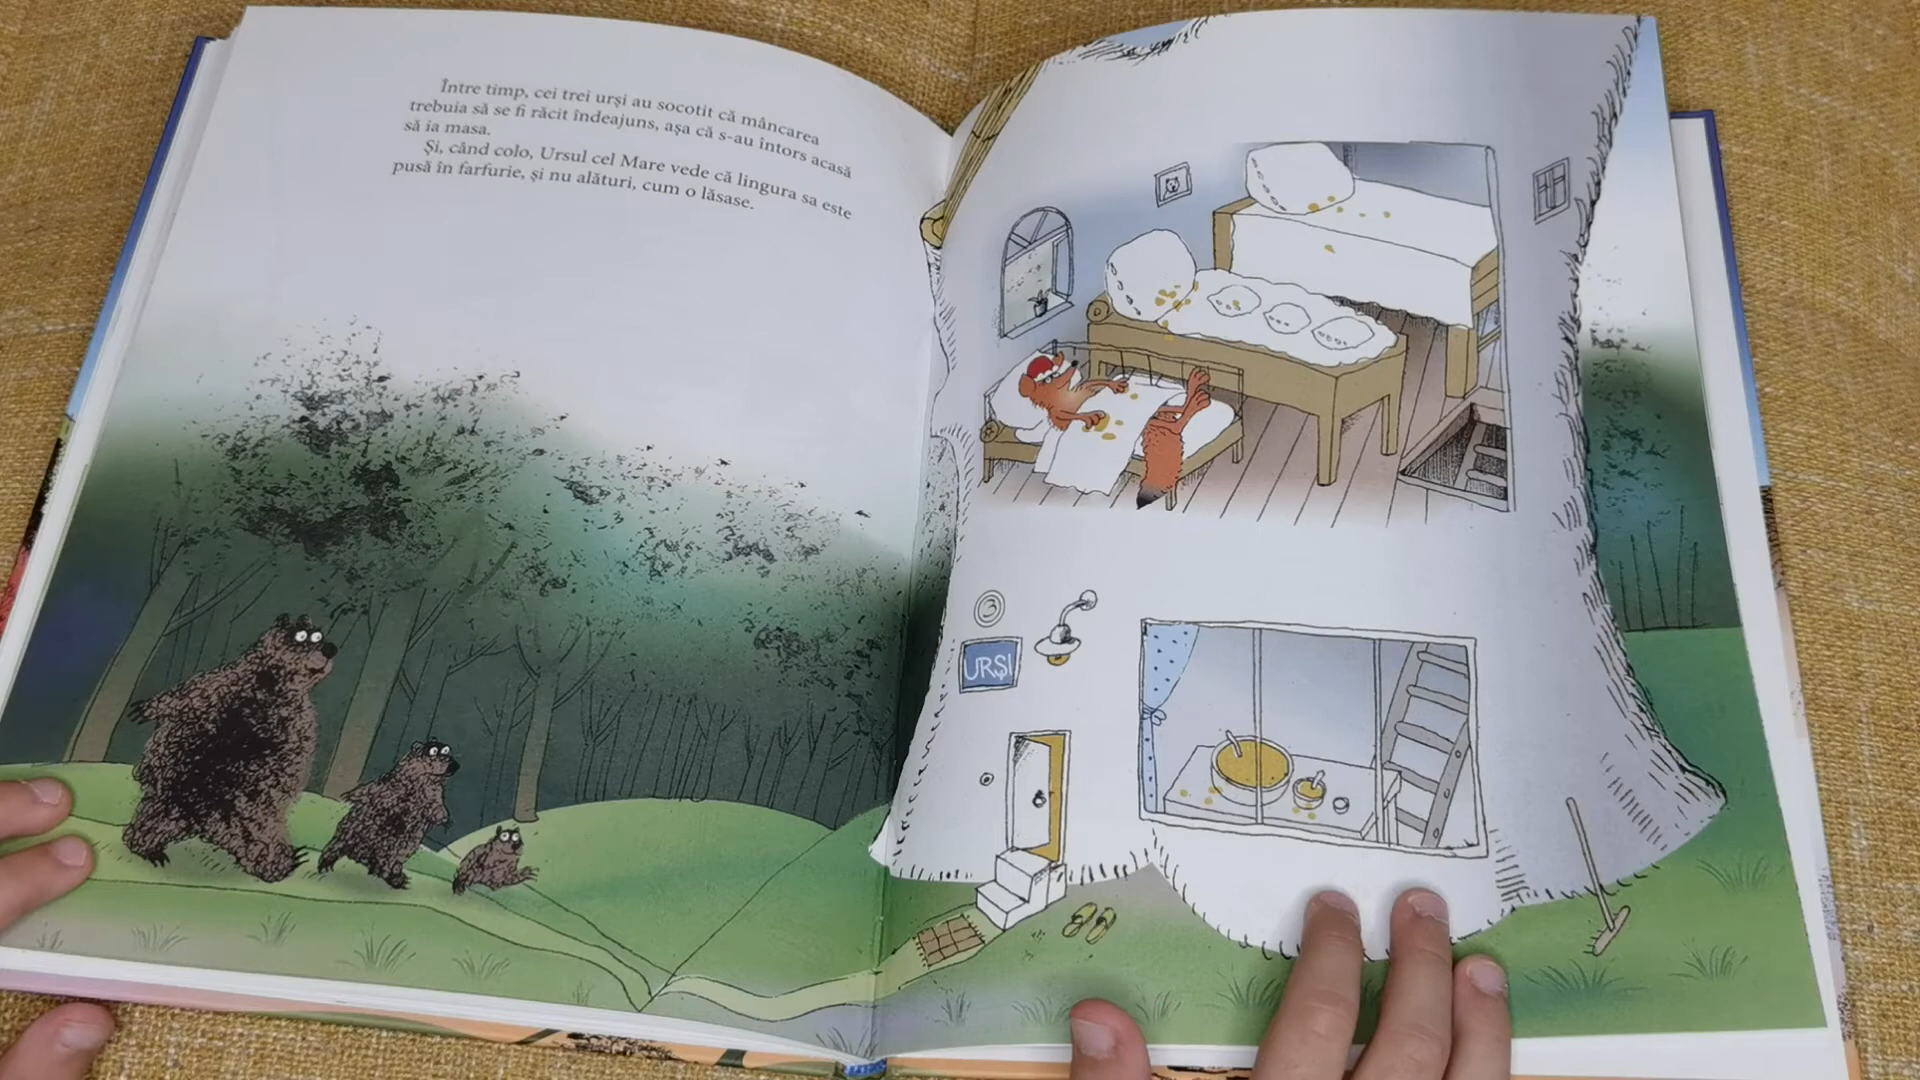 Între timp, cei trei urși au socotit că mâncarea
trebuia să se fi răcit îndeajuns, așa că s-au întors acasă
să ia masa.
Și, când colo, Ursul cel Mare vede că lingura sa este
pusă în farfurie, și nu alături, cum o lăsase.
3
URȘI